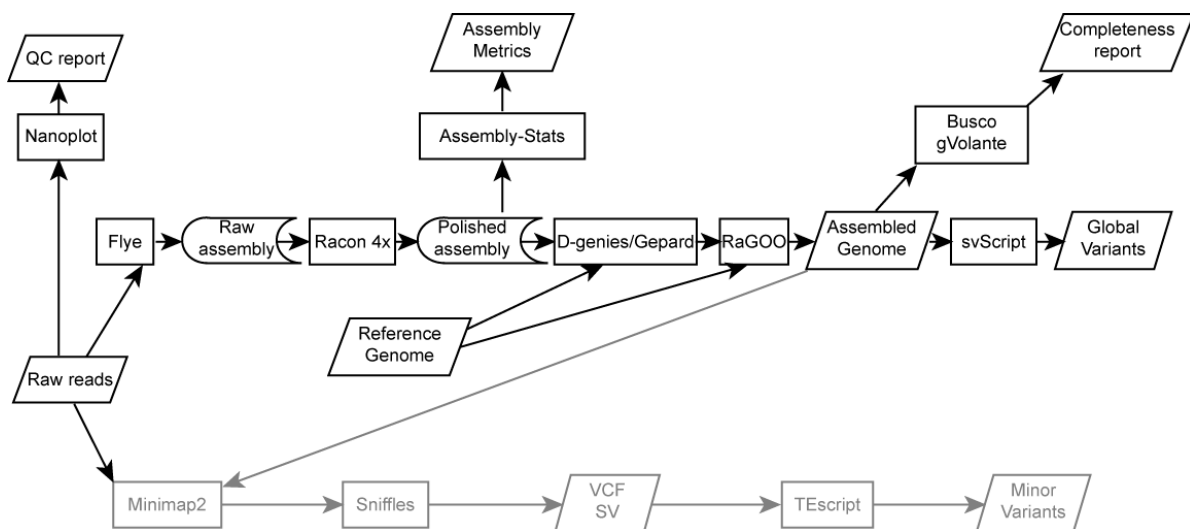 QC report
Assembly
Metrics
Completeness
report
Nanoplot
Assembly-Stats
Busco
gVolante
Flye
Raw
assembly
Racon 4x
Polished
assembly
D-genies/Gepard
RaGOO
Assembled
Genome
svScript
Global
Variants
Reference
Genome
Raw reads
Minimap2
Sniffles
VCF
SV
TEscript
Minor
Variants